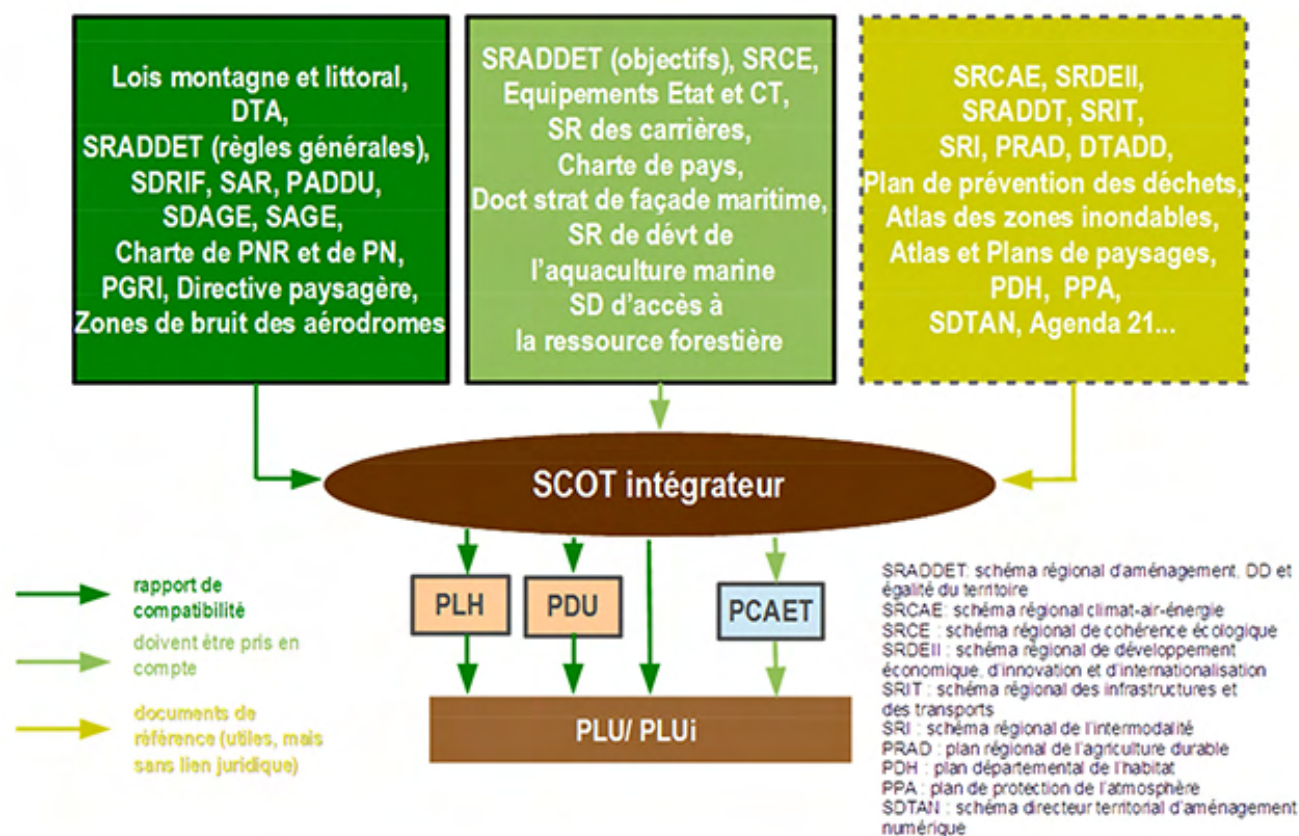 Lois montagne et littoral,
DTA,
SRADDET (règles générales),
SDRIF, SAR, PADDU,
SDAGE, SAGE,
Charte de PNR et de PN,
PGRI, Directive paysagère,
Zones de bruit des aérodromes
SRADDET (objectifs), SRCE,
Equipements Etat et CT,
SR des carrières,
Charte de pays,
Doct strat de façade maritime,
SR de dévt de
l'aquaculture marine
SD d'accès à
la ressource forestière
SRCAE, SRDEII,
SRADDT, SRIT,
SRI, PRAD, DTADD,
Plan de prévention des déchets,
Atlas des zones inondables,
Atlas et Plans de paysages,
PDH, PPA,
SDTAN, Agenda 21...
SCOT intégrateur
PLH
PDU
PCAET
PLU/ PLUi
rapport de
compatibilité
doivent être pris en
compte
documents de
référence (utiles, mais
sans lien juridique)
SRADDET: schéma régional d'aménagement, DD et
égalité du territoire
SRCAE: schéma régional climat-air-énergie
SRCE : schéma régional de cohérence écologique
SRDEII : schéma régional de développement
économique, d'innovation et d'internationalisation
SRIT : schéma régional des infrastructures et
des transports
SRI : schéma régional de l'intermodalité
PRAD : plan régional de l'agriculture durable
PDH : plan départemental de l'habitat
PPA : plan de protection de l'atmosphère
SDTAN : schéma directeur territorial d'aménagement
numérique